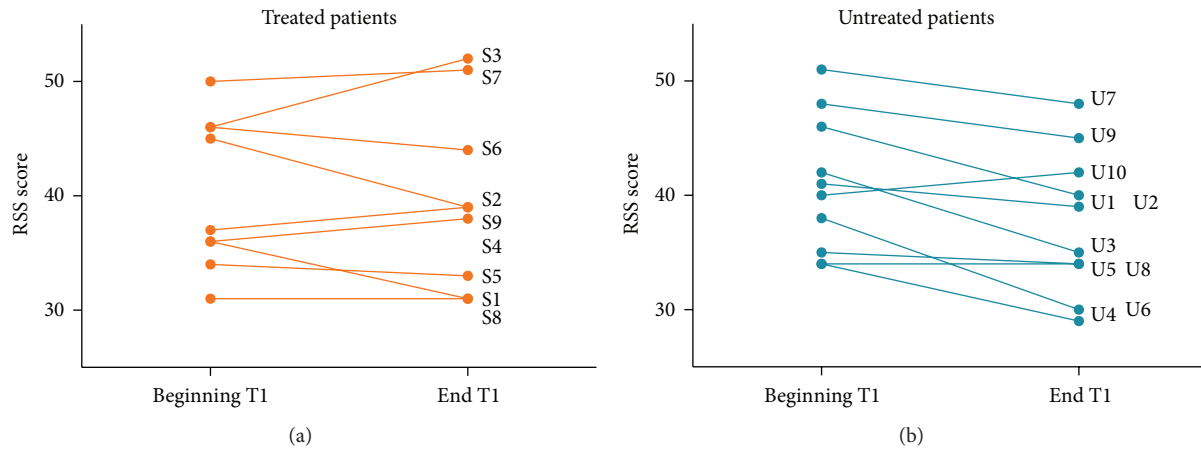 Treated patients
50
40
30
RSS score
S3
S7
S6
S2
S9
S4
S5
S1
S8
Beginning T1
End T1
(a)
Untreated patients
50
40
30
RSS score
U7
U9
U10
U1 U2
U3
U5 U8
U4 U6
Beginning T1
End T1
(b)